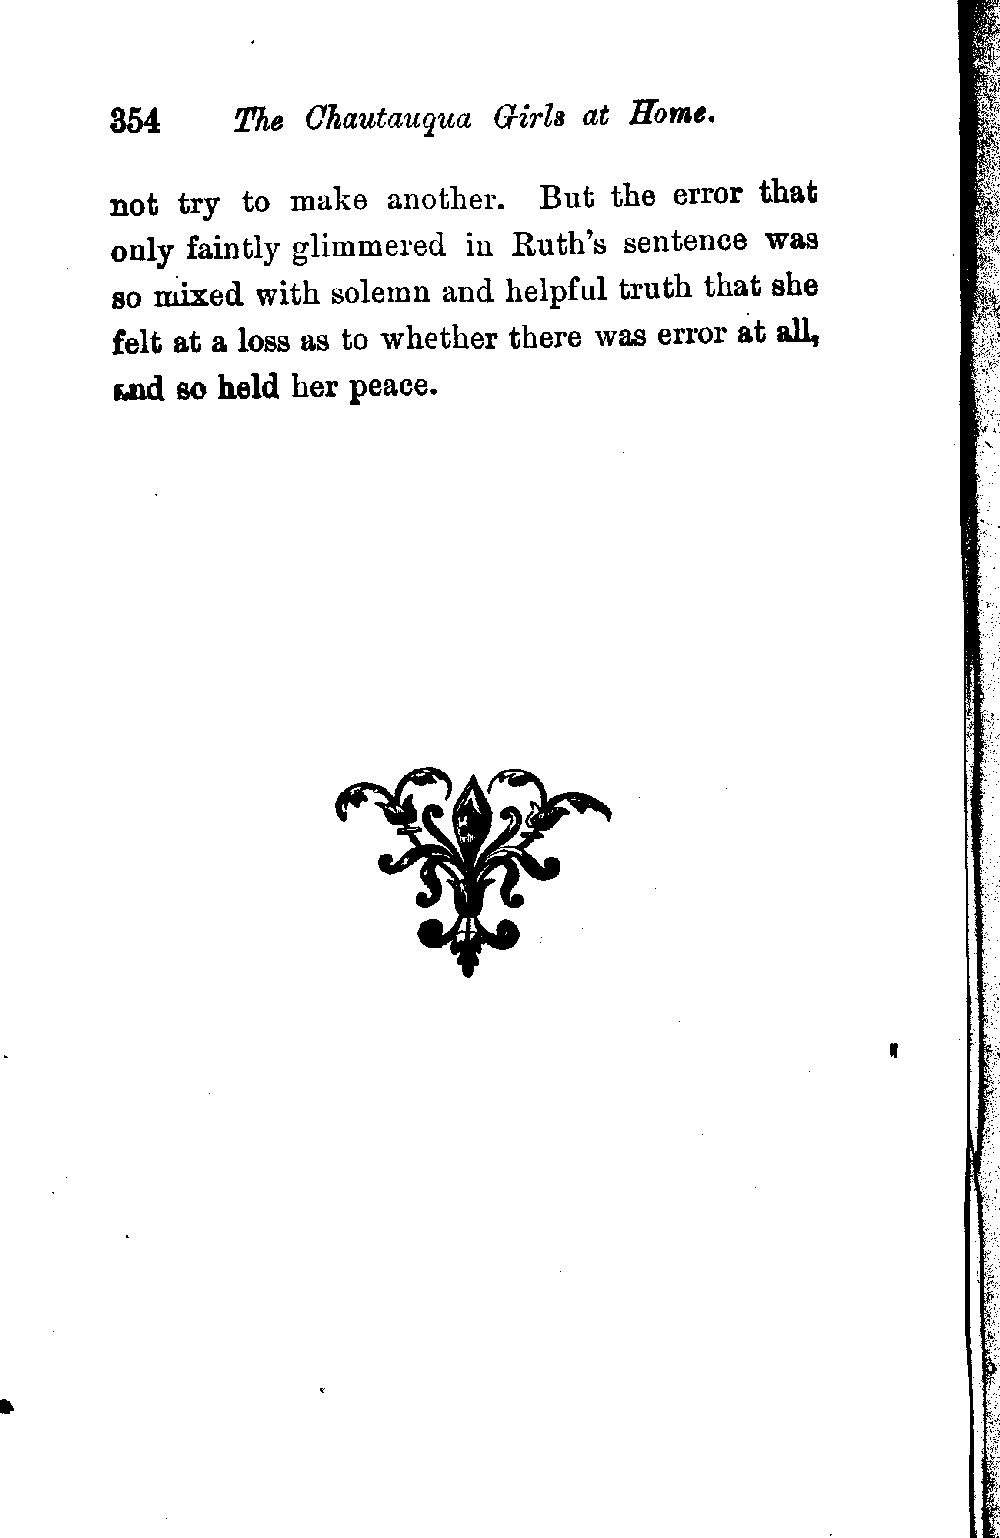 354 The Chautauqua Girls at Home.
not try to make another. But the error that
only faintly glimmered in Ruth's sentence was
so mixed with solemn and helpful truth that she
felt at a loss as to whether there was error at all,
and so held her peace.